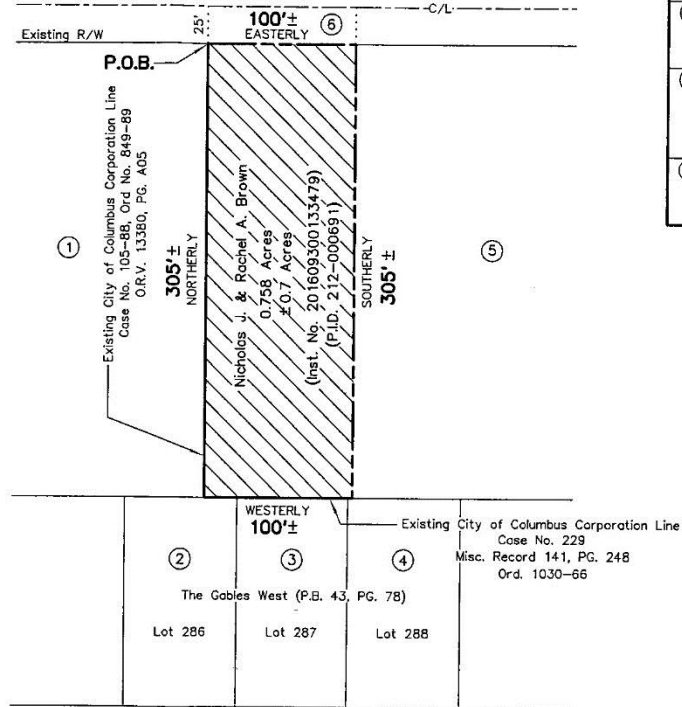 C/L
100'±
EASTERLY
6
Existing R/W
25'
P.O.B.
Existing City of Columbus Corporation Line
Case No. 105-88, Ord No. 849-89
O.R.V. 13380, PG. A05
1
305'±
NORTHERLY
Nicholas J. & Rachel A. Brown
0.758 Acres
±0.7 Acres
(Inst. No. 201609300133479)
(P.I.D. 212-000691)
SOUTHERLY
305'±
5
WESTERLY
100'±
Existing City of Columbus Corporation Line
Case No. 229
Misc. Record 141, PG. 248
Ord. 1030-66
2
3
4
The Gables West (P.B. 43, PG. 78)
Lot 286
Lot 287
Lot 288